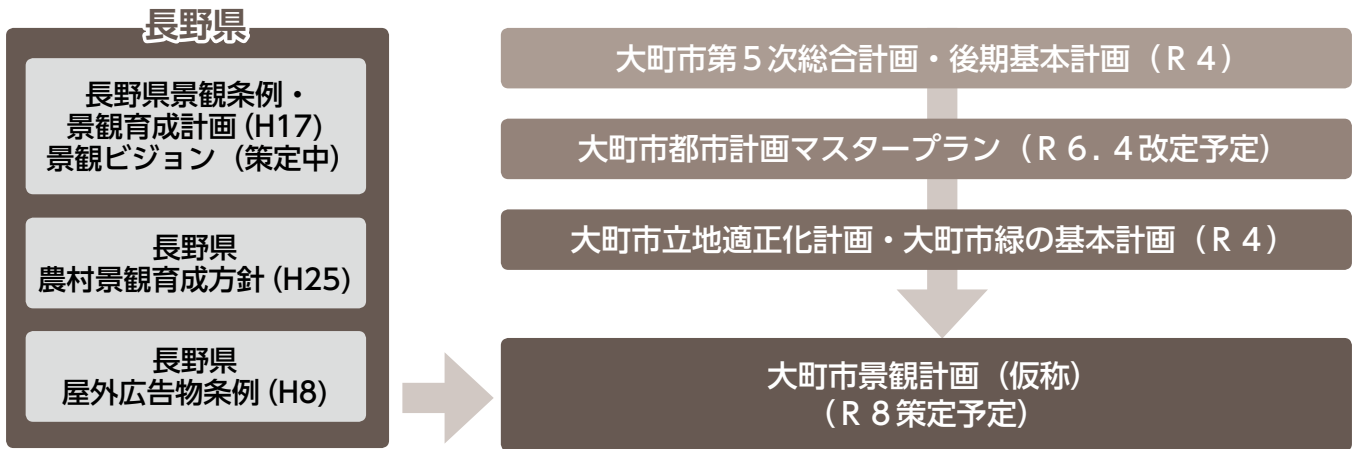 長野県
長野県景観条例・
景観育成計画(H17)
景観ビジョン(策定中)
長野県
農村景観育成方針(H25)
長野県
屋外広告物条例(H8)
大町市第5次総合計画・後期基本計画(R4)
大町市都市計画マスタープラン(R6.4改定予定)
大町市立地適正化計画・大町市緑の基本計画(R4)
大町市景観計画(仮称)
(R8策定予定)